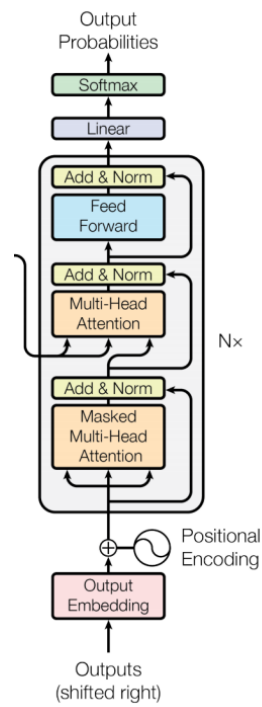 Output
Probabilities
Softmax
Linear
Add & Norm
Feed
Forward
Add & Norm
Multi-Head
Attention
N×
Add & Norm
Masked
Multi-Head
Attention
Positional
Encoding
Output
Embedding
Outputs
(shifted right)